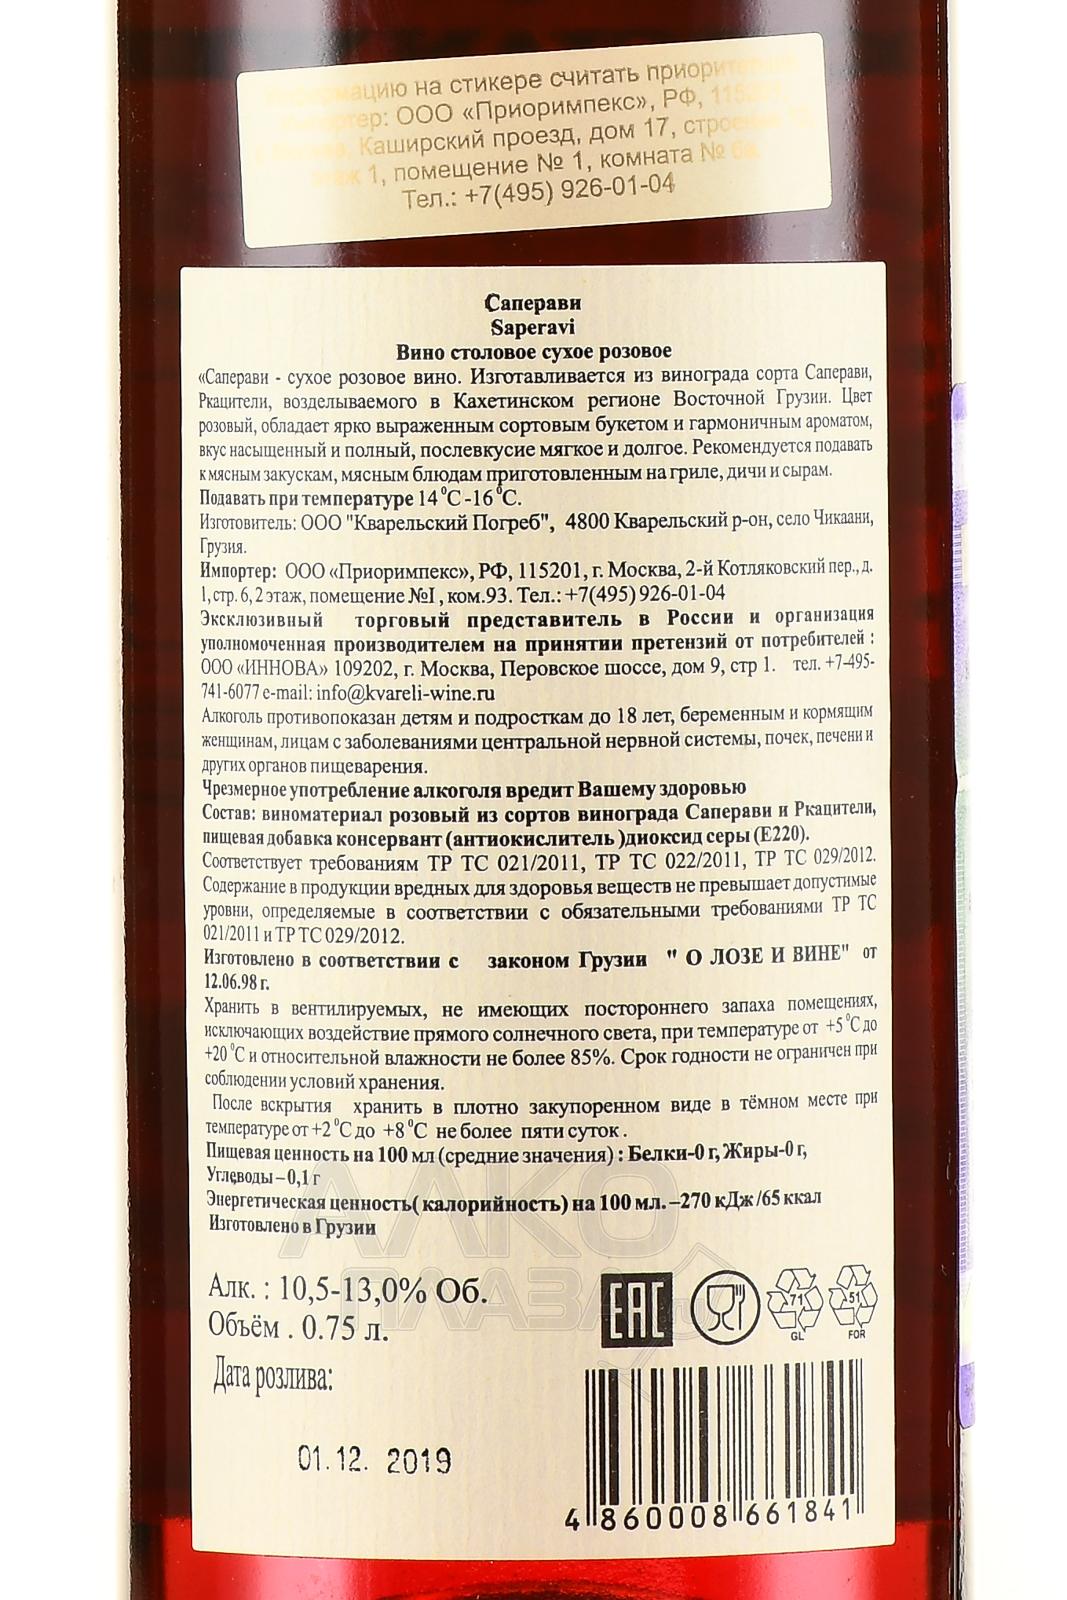 Информацию на стикере считать приоритетной
Импортер: ООО «Приоримпекс», РФ, 115201,
г. Москва, Каширский проезд, дом 17, строение
этаж 1, помещение № 1, комната №
Тел.: +7(495) 926-01-04
Саперави
Saperavi
Вино столовое сухое розовое
«Саперави - сухое розовое вино. Изготавливается из винограда сорта Саперави,
Ркацители, возделываемого в Кахетинском регионе Восточной Грузии. Цвет
розовый, обладает ярко выраженным сортовым букетом и гармоничным ароматом,
вкус насыщенный и полный, послевкусие мягкое и долгое. Рекомендуется подавать
к мясным закускам, мясным блюдам приготовленным на гриле, дичи и сырам.
Подавать при температуре 14 ⁰С -16 ⁰С.
Изготовитель: ООО "Кварельский Погреб", 4800 Кварельский р-он, село Чикаани,
Грузия.
Импортер: ООО «Приоримпекс», РФ, 115201, г. Москва, 2-й Котляковский пер., д.
1, стр. 6, 2 этаж, помещение №I , ком.93. Тел.: +7(495) 926-01-04
Эксклюзивный торговый представитель в России и организация
уполномоченная производителем на принятии претензий от потребителей :
ООО «ИННОВА» 109202, г. Москва, Перовское шоссе, дом 9, стр 1. тел. +7-495-
741-6077 e-mail: info@kvareli-wine.ru
Алкоголь противопоказан детям и подросткам до 18 лет, беременным и кормящим
женщинам, лицам с заболеваниями центральной нервной системы, почек, печени и
других органов пищеварения.
Чрезмерное употребление алкоголя вредит Вашему здоровью
Состав: виноматериал розовый из сортов винограда Саперави и Ркацители,
пищевая добавка консервант (антиокислитель )диоксид серы (Е220).
Соответствует требованиям ТР ТС 021/2011, ТР ТС 022/2011, ТР ТС 029/2012.
Содержание в продукции вредных для здоровья веществ не превышает допустимые
уровни, определяемые в соответствии с обязательными требованиями ТР ТС
021/2011 и ТР ТС 029/2012.
Изготовлено в соответствии с законом Грузии " О ЛОЗЕ И ВИНЕ" от
12.06.98 г.
Хранить в вентилируемых, не имеющих постороннего запаха помещениях,
исключающих воздействие прямого солнечного света, при температуре от +5 ⁰С до
+20 ⁰С и относительной влажности не более 85%. Срок годности не ограничен при
соблюдении условий хранения.
После вскрытия хранить в плотно закупоренном виде в тёмном месте при
температуре от +2 ⁰С до +8 ⁰С не более пяти суток .
Пищевая ценность на 100 мл (средние значения) : Белки-0 г, Жиры-0 г,
Углеводы – 0,1 г
Энергетическая ценность( калорийность) на 100 мл. –270 кДж /65 ккал
Изготовлено в Грузии
Алк. : 10,5-13,0% Об.
Объём . 0.75 л.
Дата розлива:
01. 12. 2019
EAC
71
GL
51
FOR
4 860008 661841
АЛКО
ПЛАЗА